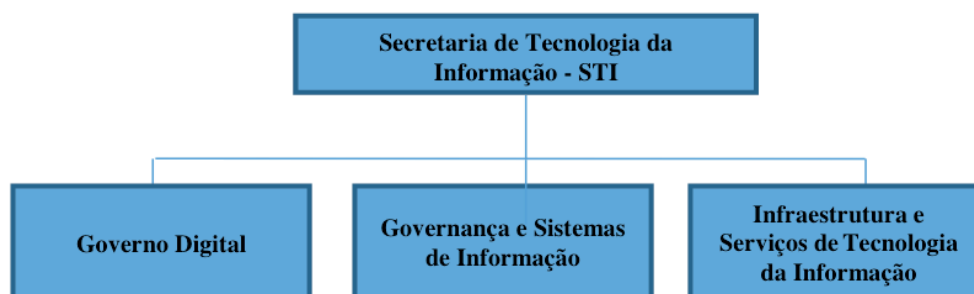 Secretaria de Tecnologia da
Informação - STI
Governo Digital
Governança e Sistemas
de Informação
Infraestrutura e
Serviços de Tecnologia
da Informação